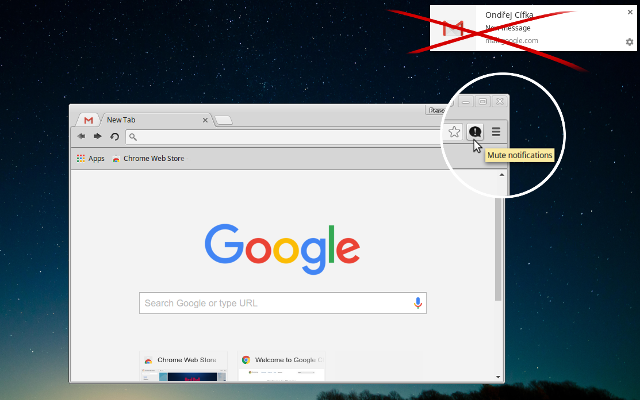 Ondřej Cífka
New message
mail.google.com
New Tab
Apps
Chrome Web Store
Mute notifications
Google
Search Google or type URL
Chrome Web Store
Welcome to Google C